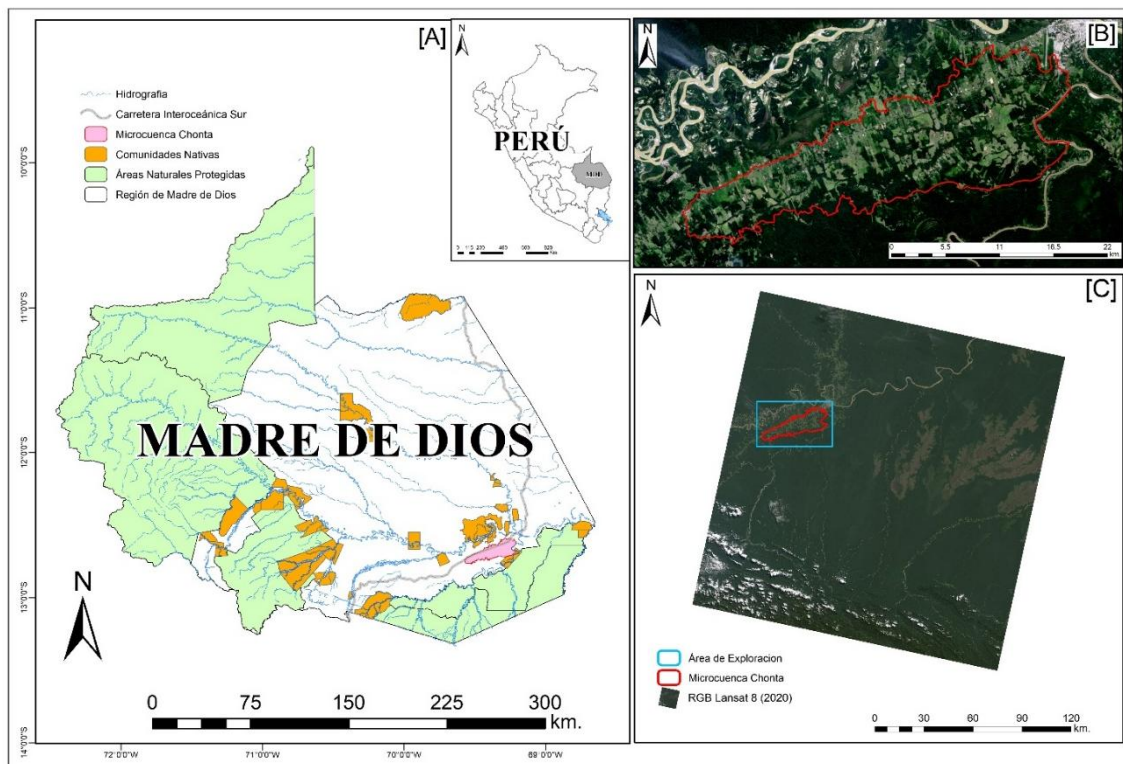 [A]
N
Hidrografia
Carretera Interoceánica Sur
Microcuenca Chonta
Comunidades Nativas
Áreas Naturales Protegidas
Región de Madre de Dios
N
PERÚ
MDD
10°0'0"S
11°0'0"S
12°0'0"S
13°0'0"S
14°0'0"S
MADRE DE DIOS
N
0 75 150 225 300
km.
72°0'0"W 71°0'0"W 70°0'0"W 69°0'0"W
[B]
N
0 5.5 11 16.5 22
km.
[C]
N
Área de Exploracion
Microcuenca Chonta
RGB Lansat 8 (2020)
0 30 60 90 120
km.